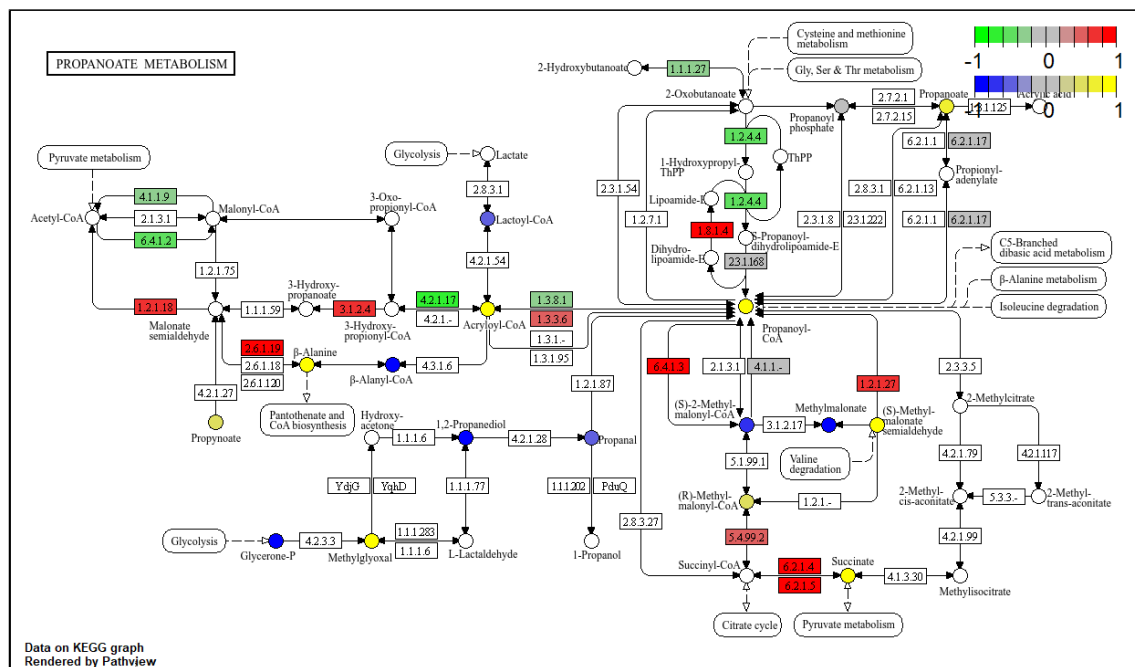 PROPANOATE METABOLISM
Cysteine and methionine
metabolism
Gly, Ser & Thr metabolism
-1
0
1
-1
0
1
2-Hydroxybutanoate
1.1.1.27
2-Oxobutanoate
Propanoyl
phosphate
2.7.2.1
2.7.2.15
Propanoate
1.3.1.125
Acrylic acid
1.2.4.4
ThPP
1-Hydroxypropyl-
ThPP
6.2.1.1
6.2.1.17
Propionyl-
adenylate
2.3.1.54
1.2.7.1
Lipoamide-E
1.2.4.4
1.8.1.4
S-Propanoyl-
dihydrolipoamide-E
Dihydro-
lipoamide-E
2.3.1.168
2.3.1.8
2.3.1.222
2.8.3.1
6.2.1.13
6.2.1.1
6.2.1.17
C5-Branched
dibasic acid metabolism
β-Alanine metabolism
Isoleucine degradation
Propanoyl-
CoA
Pyruvate metabolism
Glycolysis
Lactate
2.8.3.1
Lactoyl-CoA
4.2.1.54
4.1.1.9
Acetyl-CoA
2.1.3.1
Malonyl-CoA
6.4.1.2
3-Oxo-
propionyl-CoA
1.2.1.75
1.2.1.18
Malonate
semialdehyde
1.1.1.59
3-Hydroxy-
propanoate
3.1.2.4
3-Hydroxy-
propionyl-CoA
4.2.1.17
4.2.1.-
Acryloyl-CoA
1.3.8.1
1.3.3.6
1.3.1.-
1.3.1.95
2.6.1.19
2.6.1.18
2.6.1.120
β-Alanine
β-Alanyl-CoA
4.3.1.6
4.2.1.27
Propynoate
Pantothenate and
CoA biosynthesis
1.2.1.87
6.4.1.3
2.1.3.1
4.1.1.-
1.2.1.27
2.3.3.5
(S)-2-Methyl-
malonyl-CoA
3.1.2.17
Methylmalonate
(S)-Methyl-
malonate
semialdehyde
2-Methylcitrate
Hydroxy-
acetone
1.1.1.6
1,2-Propanediol
4.2.1.28
Propanal
Valine
degradation
5.1.99.1
4.2.1.79
4.2.1.117
YdjG
YqhD
1.1.1.77
1.1.1.202
PduQ
(R)-Methyl-
malonyl-CoA
1.2.1.-
2-Methyl-
cis-aconitate
5.3.3.-
2-Methyl-
trans-aconitate
2.8.3.27
5.4.99.2
4.2.1.99
Glycolysis
Glycerone-P
4.2.3.3
Methylglyoxal
1.1.1.283
1.1.1.6
L-Lactaldehyde
1-Propanol
Succinyl-CoA
6.2.1.4
6.2.1.5
Succinate
4.1.3.30
Methylisocitrate
Citrate cycle
Pyruvate metabolism
Data on KEGG graph
Rendered by Pathview